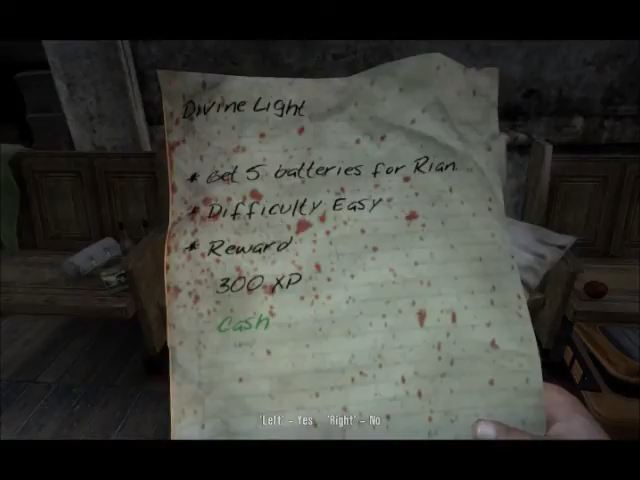 Divine Light
* Get 5 batteries for Rian
* Difficulty Easy
* Reward
300 XP
Cash
'Left' – Yes 'Right' – No